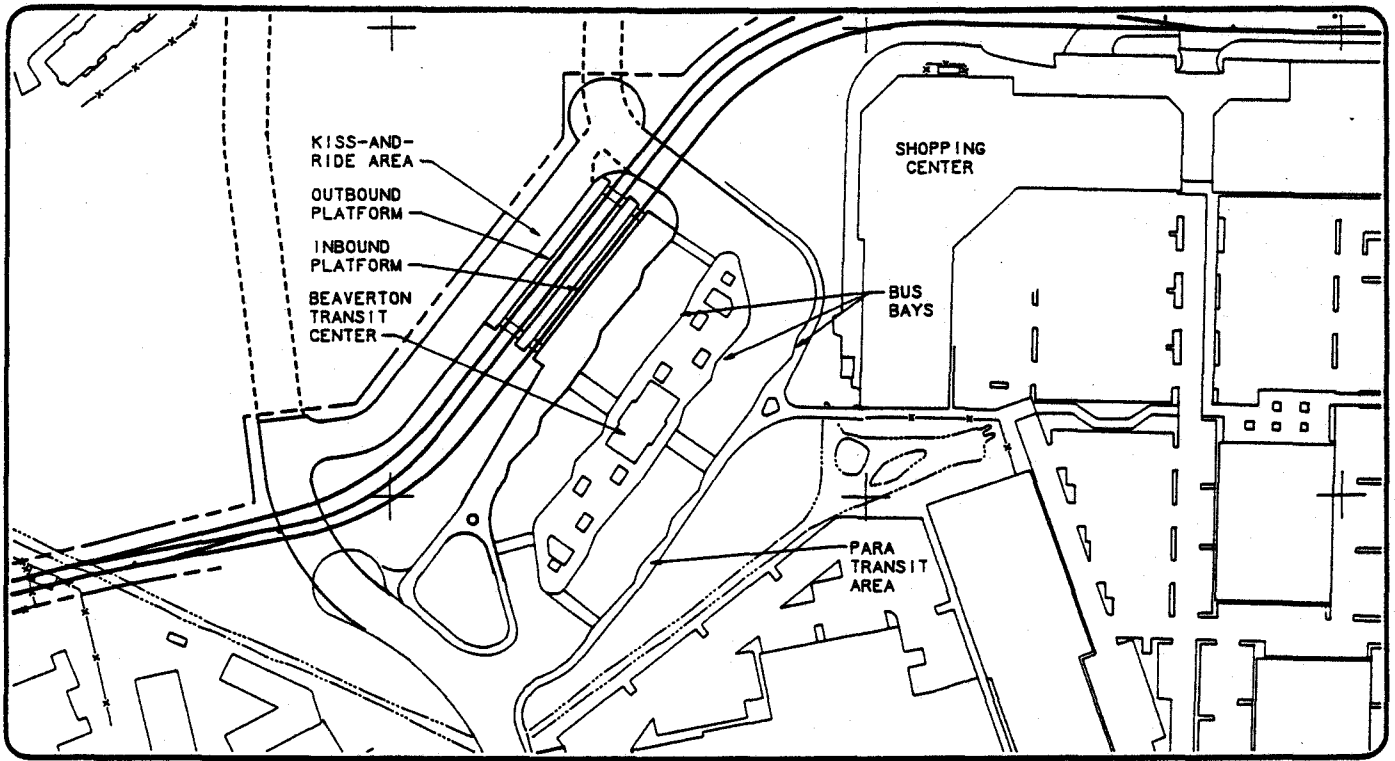 KISS-AND-
RIDE AREA
OUTBOUND
PLATFORM
INBOUND
PLATFORM
BEAVERTON
TRANSIT
CENTER
SHOPPING
CENTER
BUS
BAYS
PARA
TRANSIT
AREA